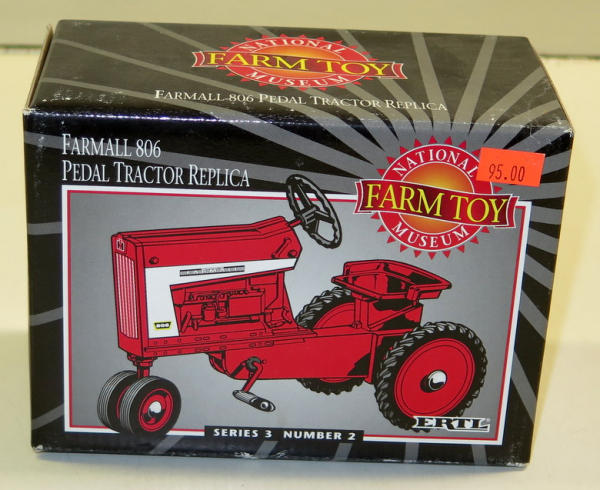 NATIONAL
FARM TOY
MUSEUM
FARMALL 806 PEDAL TRACTOR REPLICA
FARMALL 806
PEDAL TRACTOR REPLICA
95.00
NATIONAL
FARM TOY
MUSEUM
806
SERIES 3 NUMBER 2
ERTL